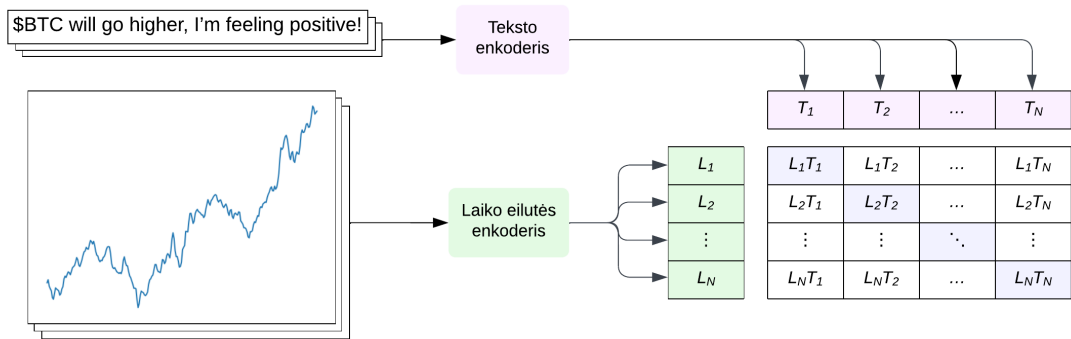 $BTC will go higher, I'm feeling positive!
Teksto
enkoderis
T1 T2 … TN
Laiko eilutės
enkoderis
L1
L2
⋮
LN
L1T1 L1T2 … L1TN
L2T1 L2T2 … L2TN
⋮ ⋮ ⋱ ⋮
LNT1 LNT2 … LNTN